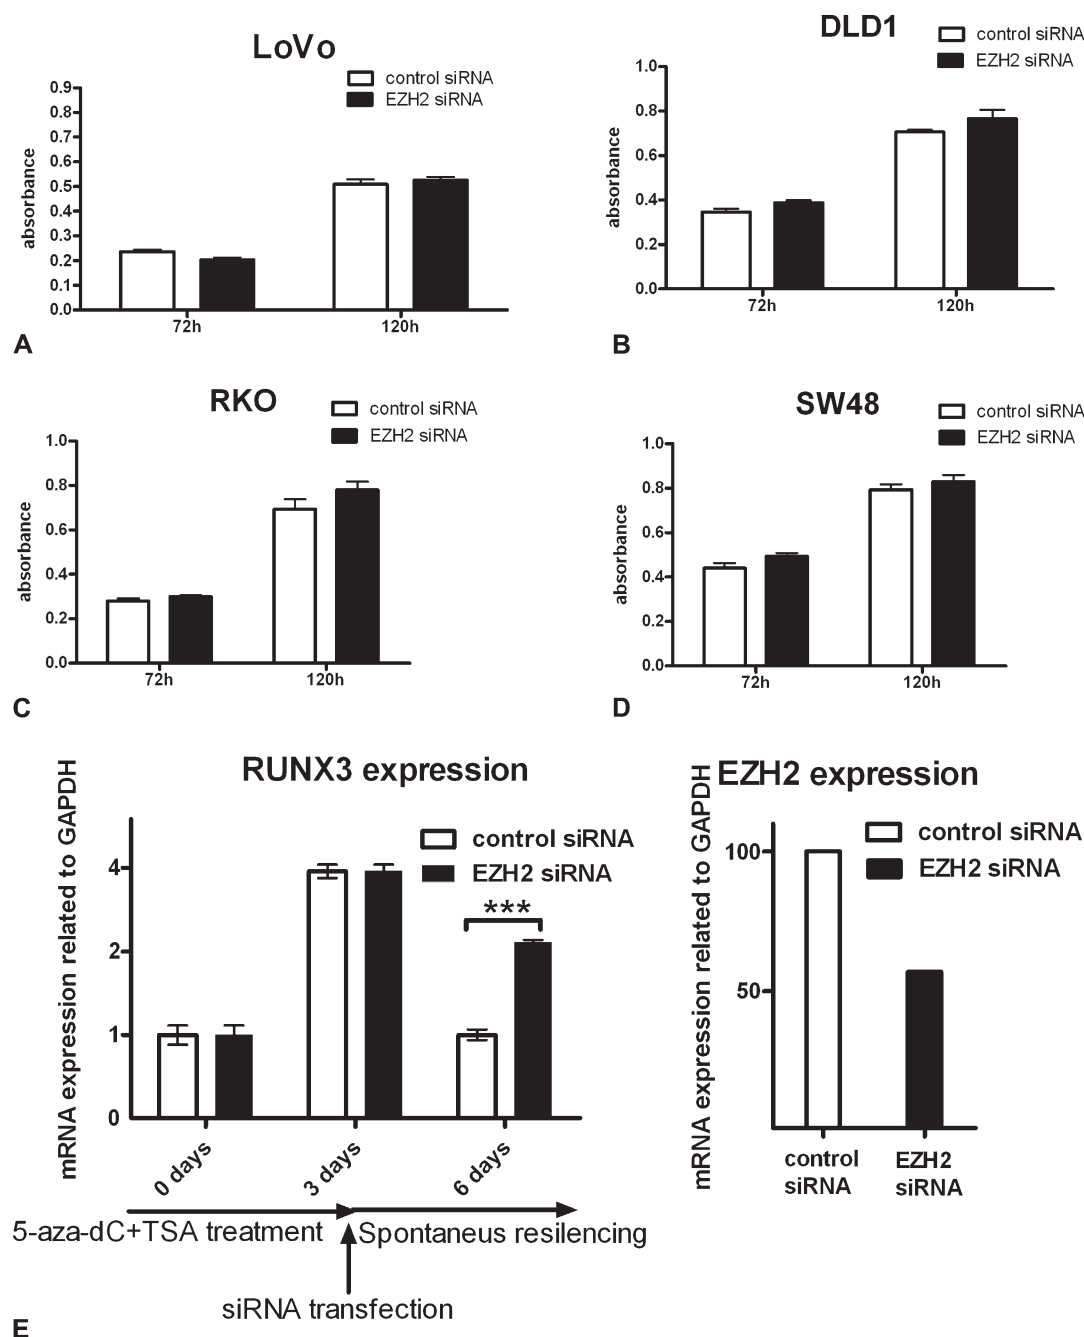 LoVo
control siRNA
EZH2 siRNA
absorbance
0.9
0.8
0.7
0.6
0.5
0.4
0.3
0.2
0.1
0.0
72h
120h
A
DLD1
control siRNA
EZH2 siRNA
absorbance
1.0
0.8
0.6
0.4
0.2
0.0
72h
120h
B
RKO
control siRNA
EZH2 siRNA
absorbance
1.0
0.8
0.6
0.4
0.2
0.0
72h
120h
C
SW48
control siRNA
EZH2 siRNA
absorbance
1.0
0.8
0.6
0.4
0.2
0.0
72h
120h
D
RUNX3 expression
control siRNA
EZH2 siRNA
mRNA expression related to GAPDH
4
2
1
0
***
0 days
3 days
6 days
5-aza-dC+TSA treatment
Spontaneus resilencing
siRNA transfection
EZH2 expression
control siRNA
EZH2 siRNA
mRNA expression related to GAPDH
100
50
control
siRNA
EZH2
siRNA
E